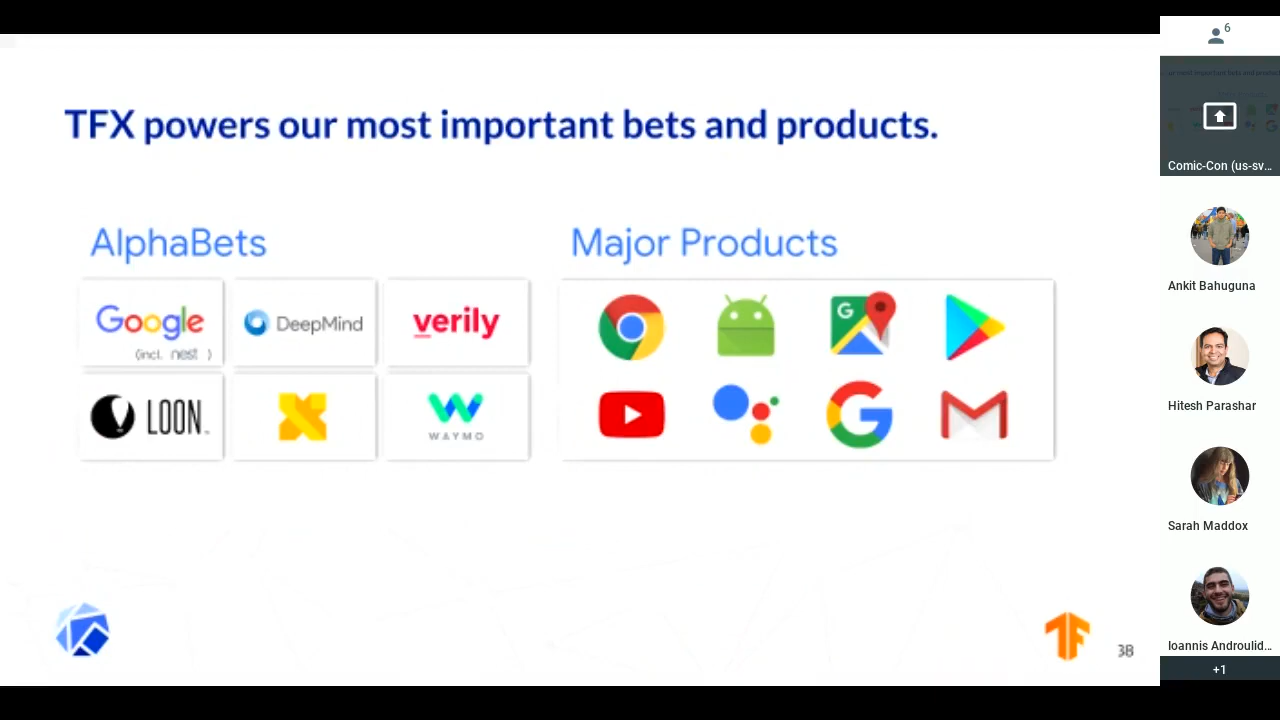 TFX powers our most important bets and products.
AlphaBets
Major Products
Google
(incl. nest )
DeepMind
verily
LOON
WAYMO
G
G
TF
38
6
Comic-Con (us-sv...
Ankit Bahuguna
Hitesh Parashar
Sarah Maddox
Ioannis Androulid...
+1